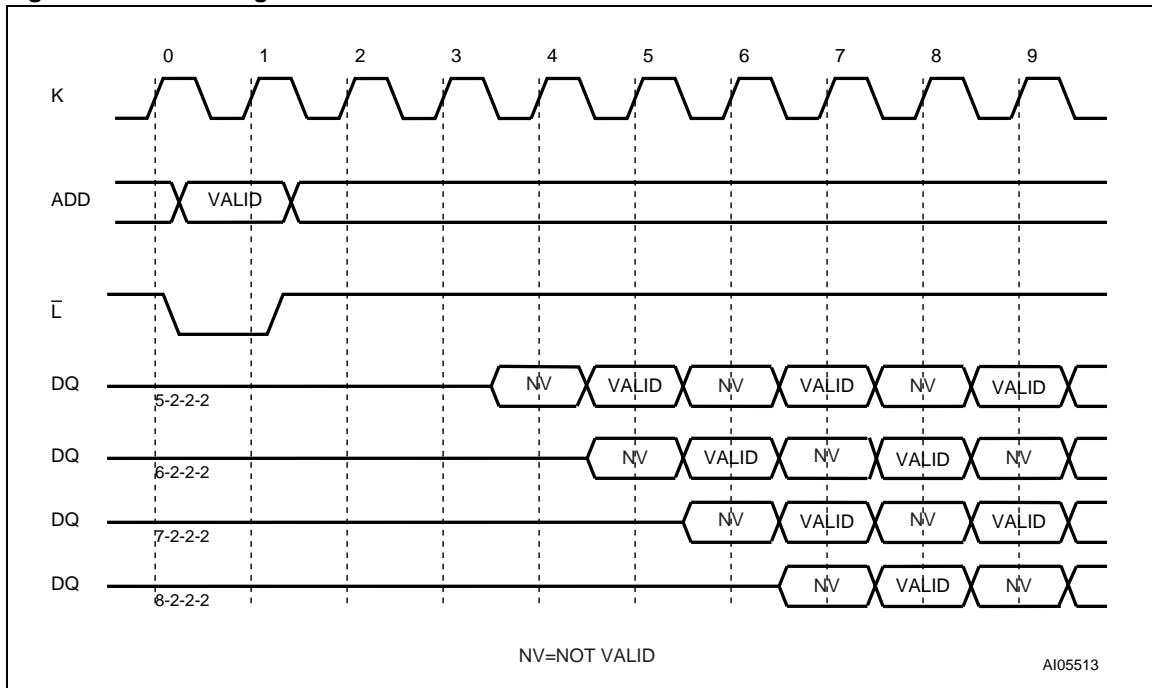 0 1 2 3 4 5 6 7 8 9
K
ADD VALID
L̅
DQ NV VALID NV VALID NV VALID
5-2-2-2
DQ NV VALID NV VALID NV
6-2-2-2
DQ NV VALID NV VALID
7-2-2-2
DQ NV VALID NV
8-2-2-2
NV=NOT VALID
AI05513